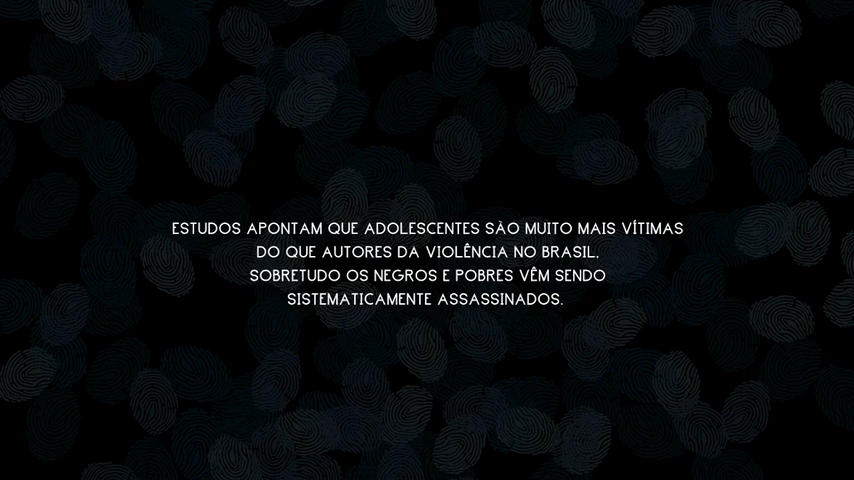 ESTUDOS APONTAM QUE ADOLESCENTES SÃO MUITO MAIS VÍTIMAS
DO QUE AUTORES DA VIOLÊNCIA NO BRASIL,
SOBRETUDO OS NEGROS E POBRES VÊM SENDO
SISTEMATICAMENTE ASSASSINADOS.